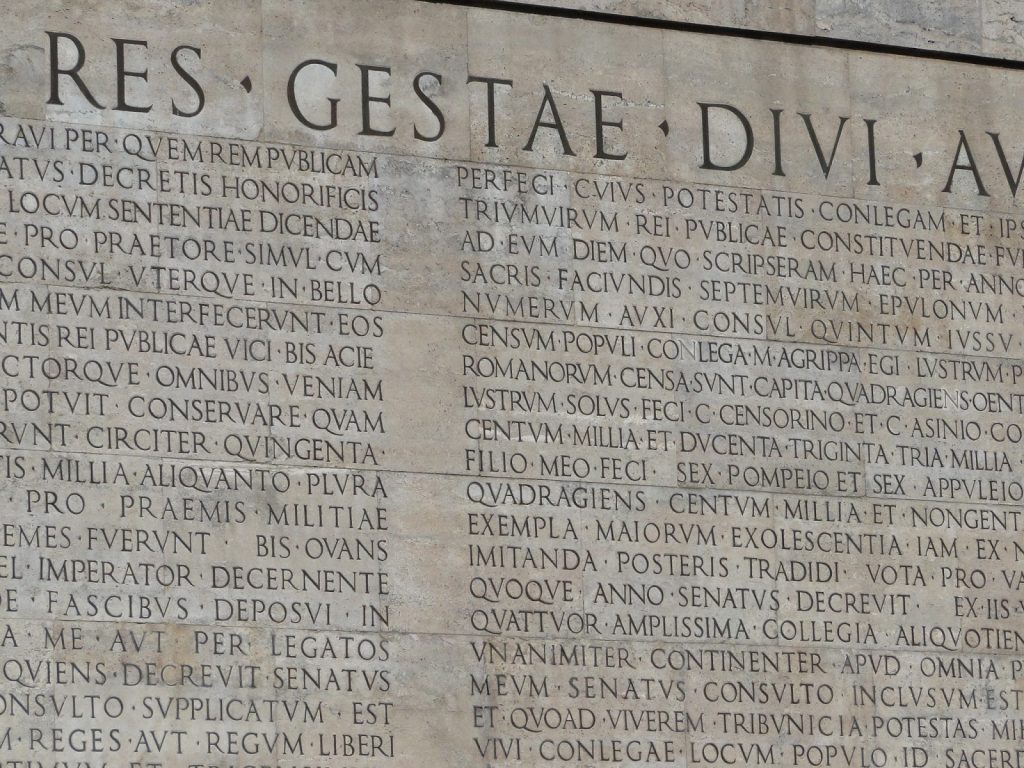 RES · GESTAE · DIVI · AV
RAVI PER · QVEM REM PVBLICAM
ATVS · DECRETIS HONORIFICIS
LOCVM SENTENTIAE DICENDAE
E · PRO · PRAETORE · SIMVL · CVM
CONSVL · VTERQVE · IN · BELLO
M MEVM INTERFECERVNT · EOS
NTIS REI PVBLICAE VICI · BIS ACIE
CTORQVE · OMNIBVS · VENIAM
POTVIT · CONSERVARE · QVAM
RVNT · CIRCITER · QVINGENTA ·
IS · MILLIA · ALIQVANTO · PLVRA
PRO · PRAEMIS · MILITIAE
EMES · FVERVNT · BIS · OVANS
EL · IMPERATOR · DECERNENTE
DE · FASCIBVS · DEPOSVI · IN
A · ME · AVT · PER · LEGATOS
QVIENS · DECREVIT · SENATVS
ONSVLTO · SVPPLICATVM · EST
M · REGES · AVT · REGVM · LIBERI
PERFECI · CVIVS · POTESTATIS · CONLEGAM · ET · IPS
TRIVMVIRVM · REI · PVBLICAE · CONSTITVENDAE · FVI
AD · EVM · DIEM · QVO · SCRIPSERAM · HAEC · PER · ANNO
SACRIS · FACIVNDIS · SEPTEMVIRVM · EPVLONVM ·
NVMERVM · AVXI · CONSVL · QVINTVM · IVSSV ·
CENSVM · POPVLI · CONLEGA · M · AGRIPPA · EGI · LVSTRVM · P
ROMANORVM · CENSA · SVNT · CAPITA · QVADRAGIENS · OENT
LVSTRVM · SOLVS · FECI · C · CENSORINO · ET · C · ASINIO · CO
CENTVM · MILLIA · ET · DVCENTA · TRIGINTA · TRIA · MILLIA ·
FILIO · MEO · FECI · SEX · POMPEIO · ET · SEX · APPVLEIO
QVADRAGIENS · CENTVM · MILLIA · ET · NONGENT
EXEMPLA · MAIORVM · EXOLESCENTIA · IAM · EX · N
IMITANDA · POSTERIS · TRADIDI · VOTA · PRO · VA
QVOQVE · ANNO · SENATVS · DECREVIT · EX · IIS · V
QVATTVOR · AMPLISSIMA · COLLEGIA · ALIQVOTIEN
VNANIMITER · CONTINENTER · APVD · OMNIA · P
MEVM · SENATVS · CONSVLTO · INCLVSVM · EST
ET · QVOAD · VIVEREM · TRIBVNICIA · POTESTAS · MIH
VIVI · CONLEGAE · LOCVM · POPVLO · ID · SACERD